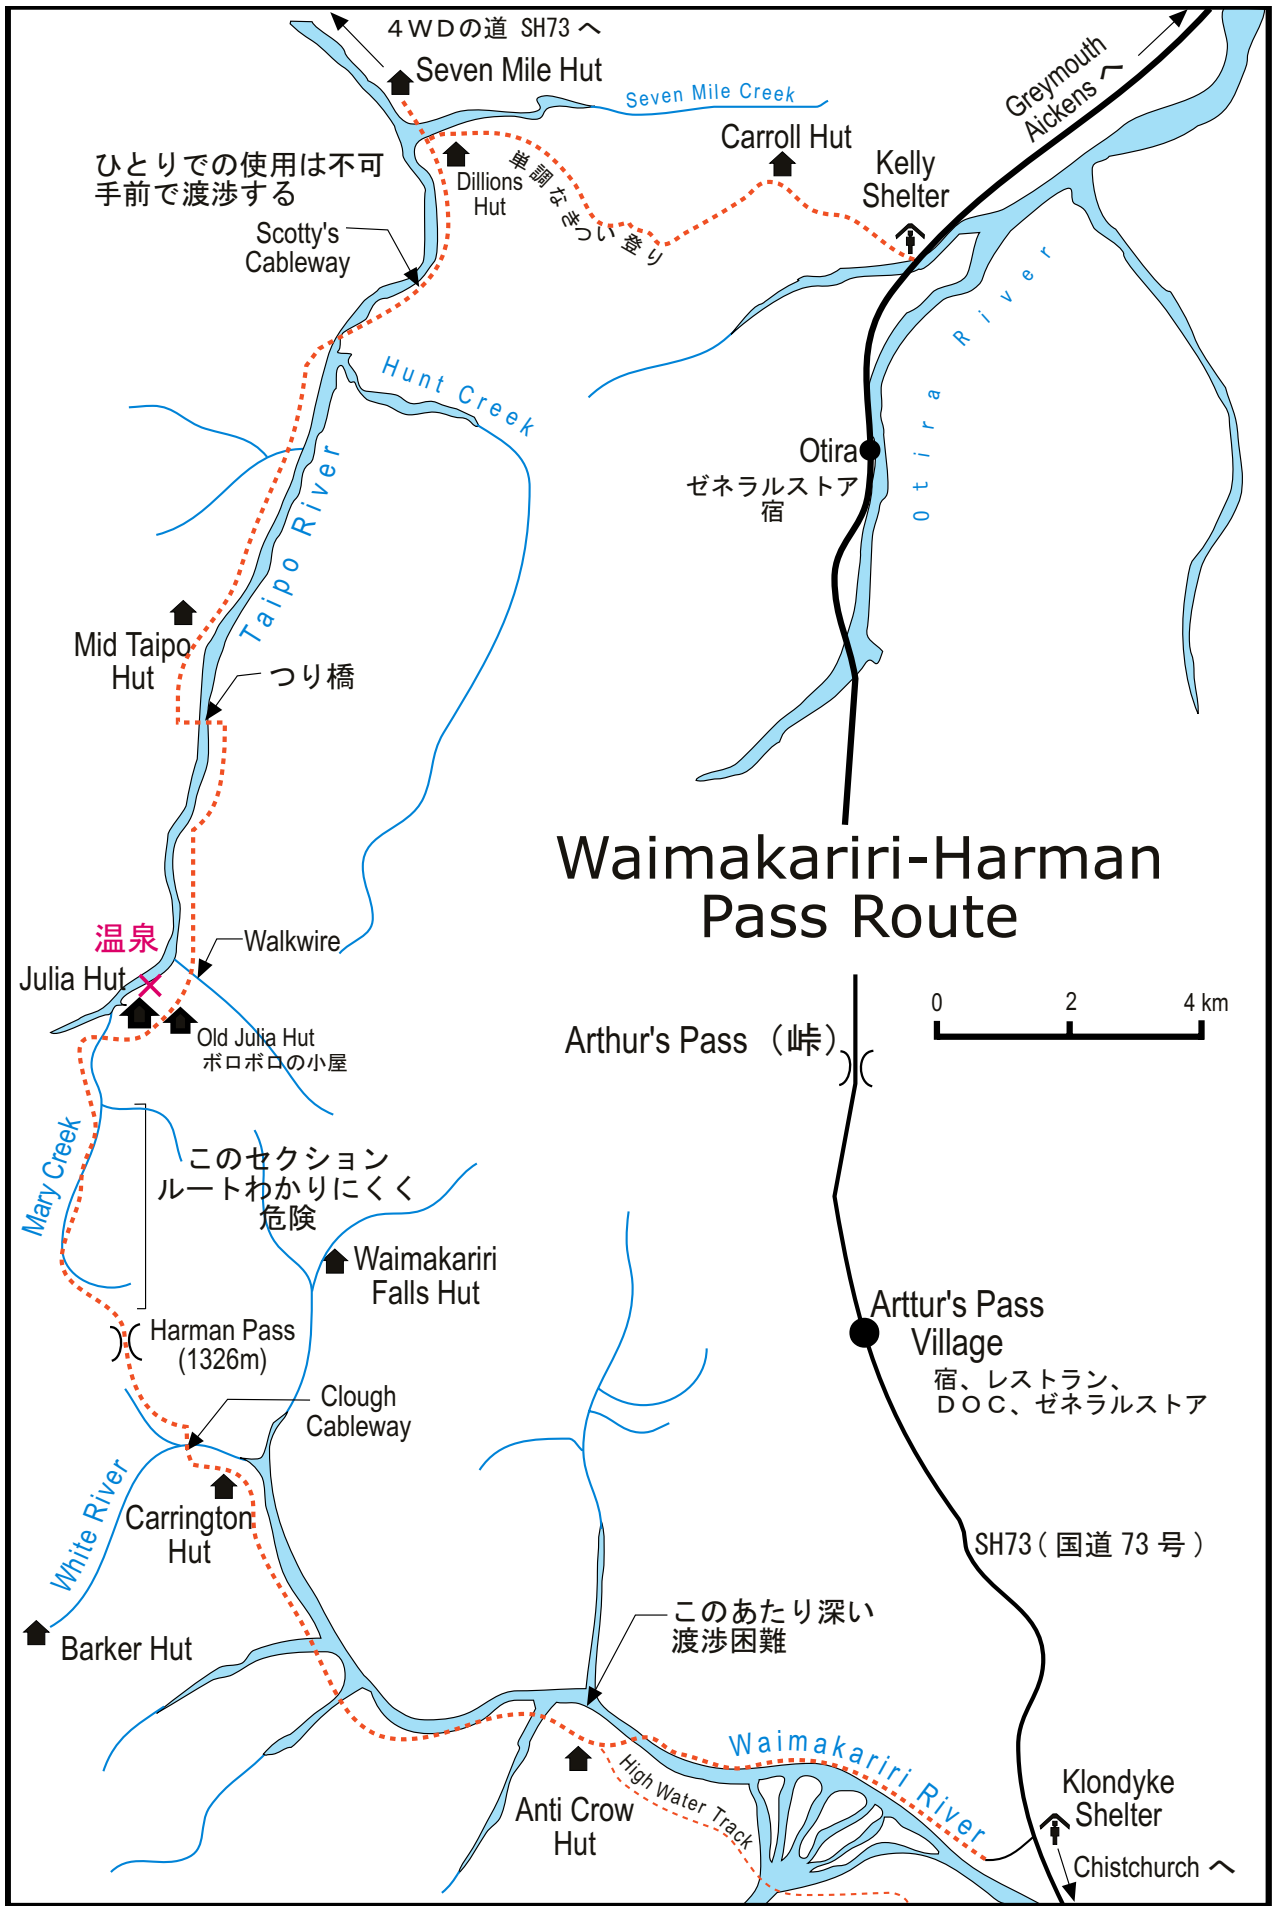 4WDの道 SH73 へ
Seven Mile Hut
Seven Mile Creek
Greymouth
Aickens へ
Carroll Hut
Kelly
Shelter
ひとりでの使用は不可
手前で渡渉する
Dillions
Hut
単調なきつい登り
Scotty's
Cableway
Otira River
Hunt Creek
Otira
ゼネラルストア
宿
Taipo River
Mid Taipo
Hut
つり橋
Waimakariri-Harman
Pass Route
温泉
Walkwire
Julia Hut
0 2 4 km
Old Julia Hut
ボロボロの小屋
Arthur's Pass (峠)
Mary Creek
このセクション
ルートわかりにくく
危険
Waimakariri
Falls Hut
Arttur's Pass
Village
宿、レストラン、
DOC、ゼネラルストア
Harman Pass
(1326m)
Clough
Cableway
White River
Carrington
Hut
SH73 ( 国道 73 号 )
Barker Hut
このあたり深い
渡渉困難
Waimakariri River
High Water Track
Anti Crow
Hut
Klondyke
Shelter
Chistchurch へ